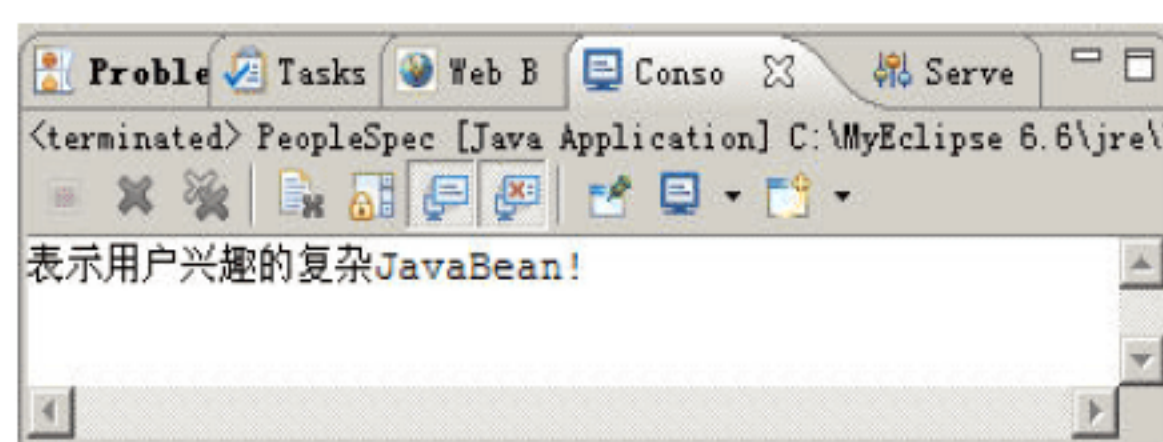 Proble Tasks Web B Conso Serve
<terminated> PeopleSpec [Java Application] C:\MyEclipse 6.6\jre\
表示用户兴趣的复杂JavaBean!